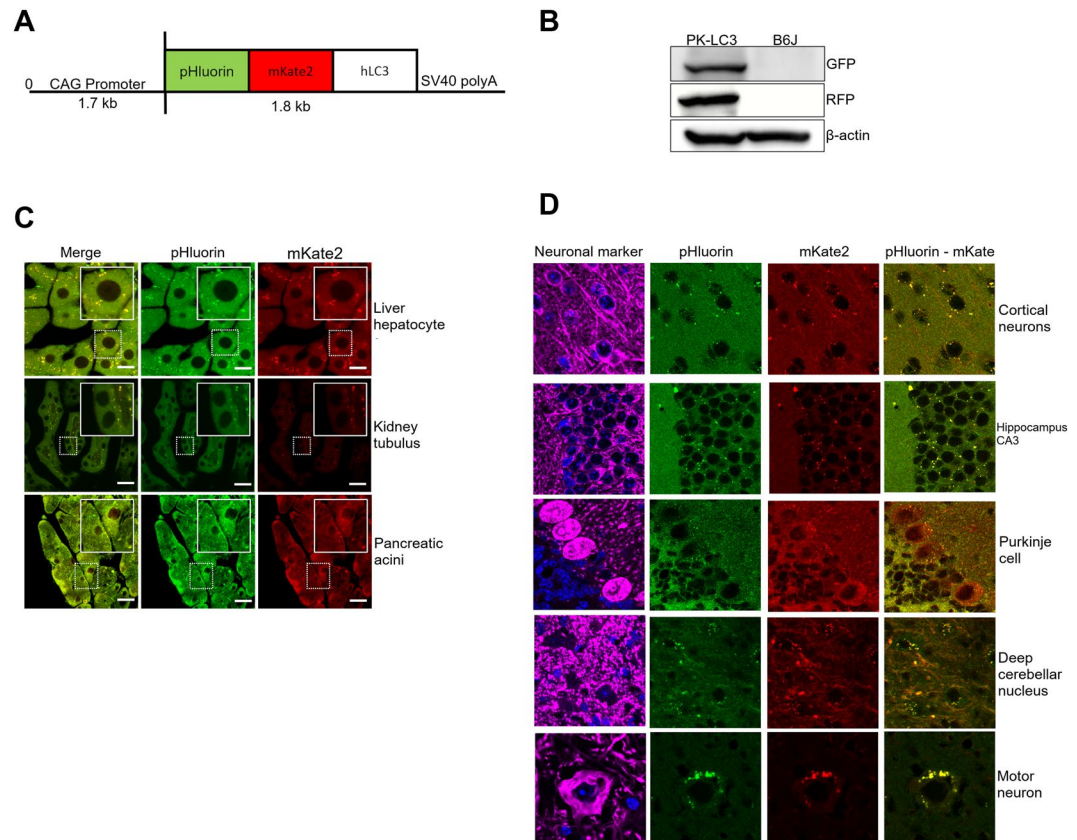 A
pHluorin
mKate2
hLC3
0
CAG Promoter
SV40 polyA
1.7 kb
1.8 kb
B
PK-LC3
B6J
GFP
RFP
β-actin
C
Merge
pHluorin
mKate2
Liver
hepatocyte
Kidney
tubulus
Pancreatic
acini
D
Neuronal marker
pHluorin
mKate2
pHluorin - mKate
Cortical
neurons
Hippocampus
CA3
Purkinje
cell
Deep
cerebellar
nucleus
Motor
neuron